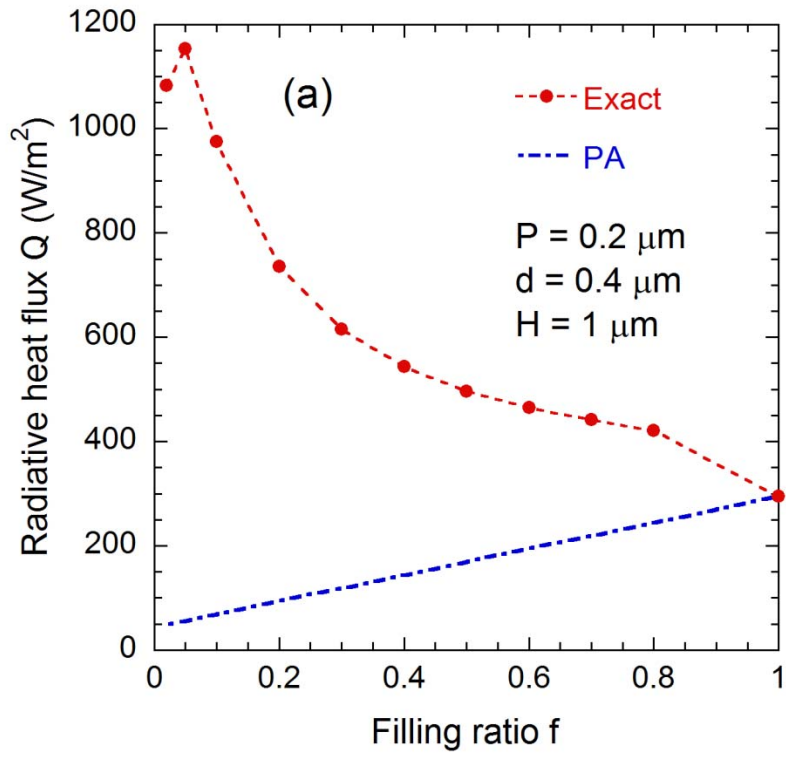 (a)
Exact
PA
P = 0.2 μm
d = 0.4 μm
H = 1 μm
Radiative heat flux Q (W/m²)
1200
1000
800
600
400
200
0
0 0.2 0.4 0.6 0.8 1
Filling ratio f